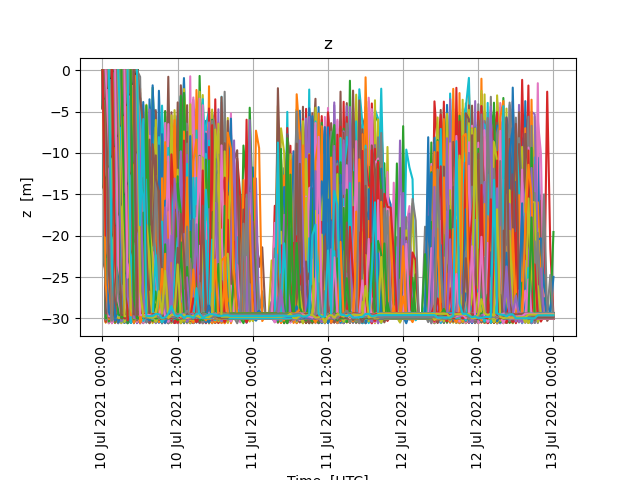 z
0
−5
−10
−15
−20
−25
−30
z [m]
10 Jul 2021 00:00
10 Jul 2021 12:00
11 Jul 2021 00:00
11 Jul 2021 12:00
12 Jul 2021 00:00
12 Jul 2021 12:00
13 Jul 2021 00:00
Time [UTC]